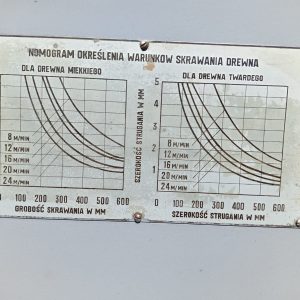 NOMOGRAM OKREŚLENIA WARUNKÓW SKRAWANIA DREWNA
DLA DREWNA MIĘKKIEGO
8 M/MIN
12 M/MIN
16 M/MIN
20 M/MIN
24 M/MIN
0 100 200 300 400 500 600
GROBOŚĆ SKRAWANIA W MM
DLA DREWNA TWARDEGO
SZEROKOŚĆ STRUGANIA W MM
5
4
3
2
1
0
8 M/MIN
12 M/MIN
16 M/MIN
20 M/MIN
24 M/MIN
100 200 300 400 500 600
SZEROKOŚĆ STRUGANIA W MM